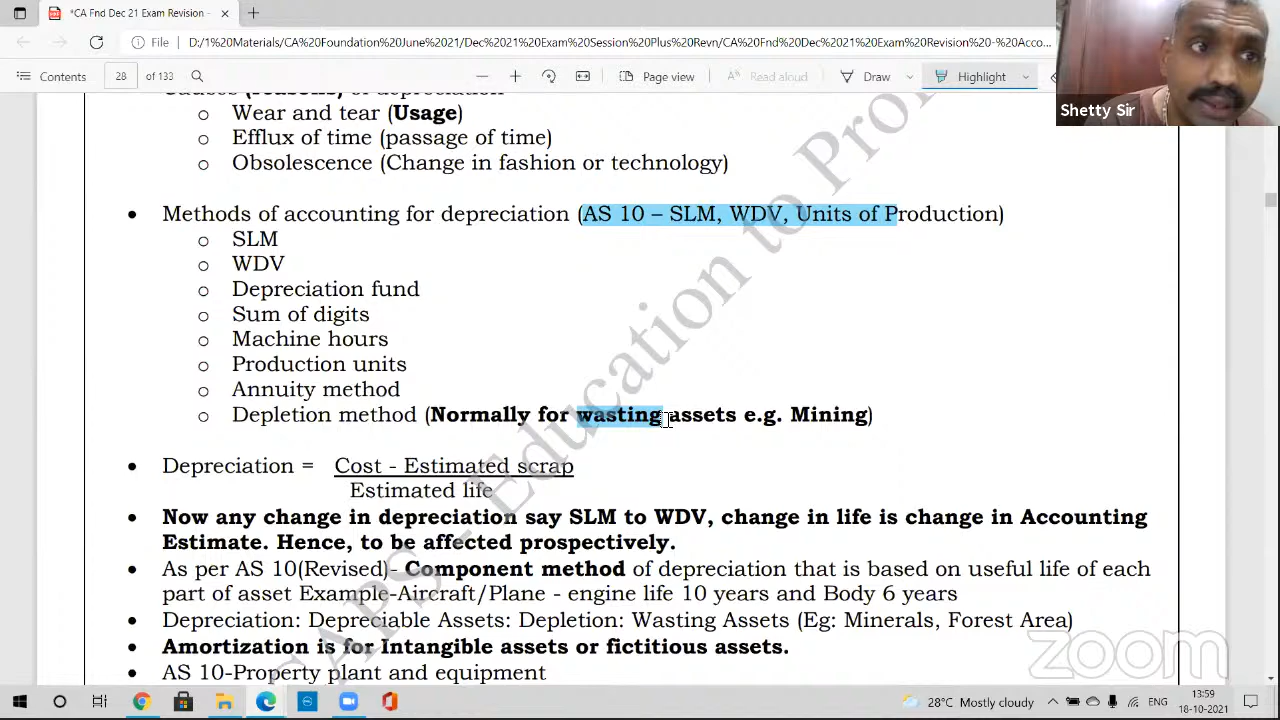 *CA Fnd Dec 21 Exam Revision -
File
D:/1%20Materials/CA%20Foundation%20June%2021/Dec%2021%20Exam%20Session%20Plus%20Revn/CA%20Fnd%20Dec%2021%20Exam%20Revision%20-%20Acco...
Contents 28 of 133 Page view Read aloud Draw Highlight
Shetty Sir
Causes (Reasons) of depreciation
o Wear and tear (Usage)
o Efflux of time (passage of time)
o Obsolescence (Change in fashion or technology)
• Methods of accounting for depreciation (AS 10 – SLM, WDV, Units of Production)
o SLM
o WDV
o Depreciation fund
o Sum of digits
o Machine hours
o Production units
o Annuity method
o Depletion method (Normally for wasting assets e.g. Mining)
• Depreciation = Cost - Estimated scrap
Estimated life
• Now any change in depreciation say SLM to WDV, change in life is change in Accounting
Estimate. Hence, to be affected prospectively.
• As per AS 10(Revised)- Component method of depreciation that is based on useful life of each
part of asset Example-Aircraft/Plane - engine life 10 years and Body 6 years
• Depreciation: Depreciable Assets: Depletion: Wasting Assets (Eg: Minerals, Forest Area)
• Amortization is for Intangible assets or fictitious assets.
• AS 10-Property plant and equipment
CAPS - Education to Prof
zoom
28°C Mostly cloudy ENG 13:59
18-10-2021